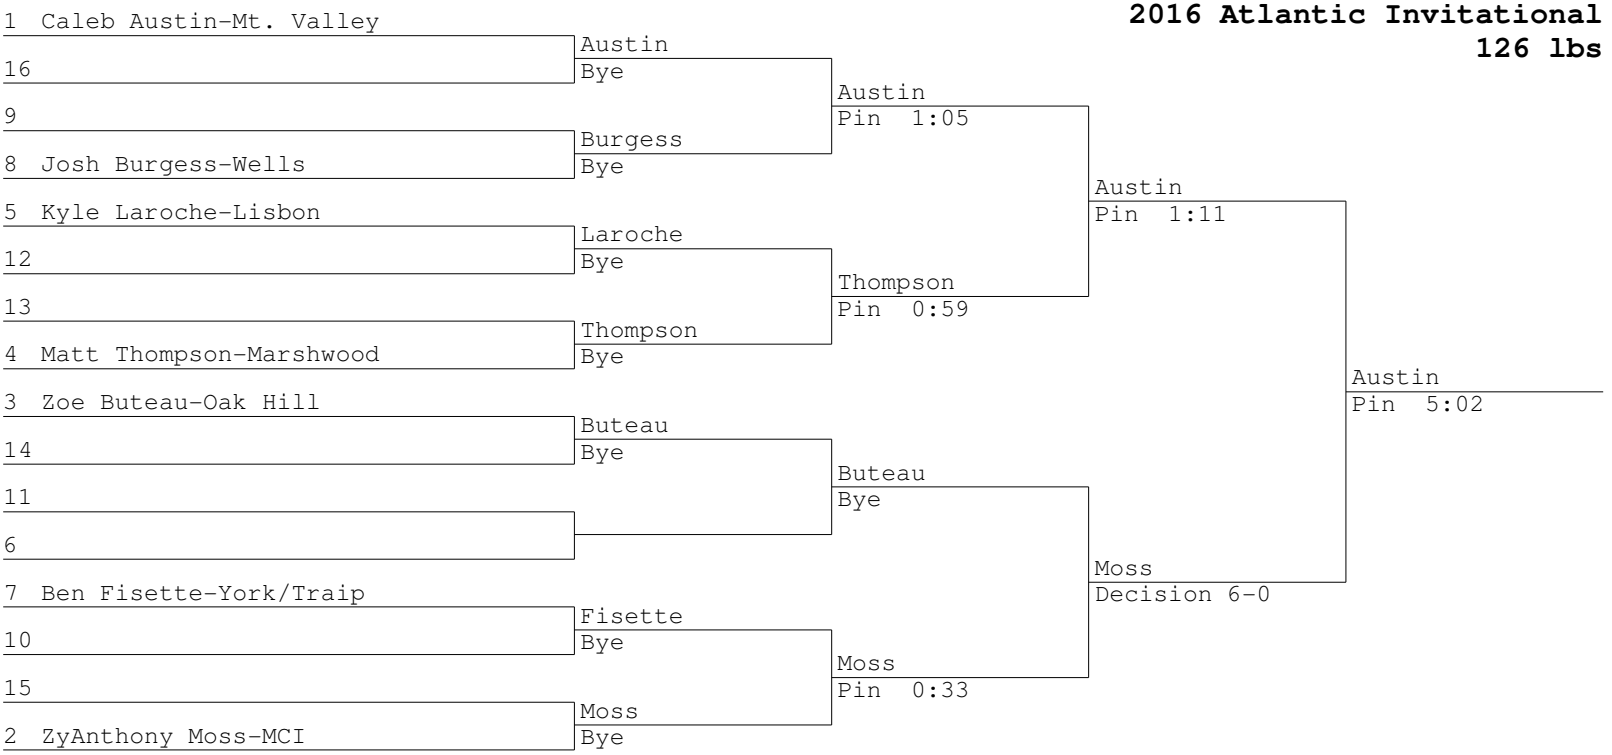 2016 Atlantic Invitational
126 lbs
1 Caleb Austin-Mt. Valley
16
9
8 Josh Burgess-Wells
5 Kyle Laroche-Lisbon
12
13
4 Matt Thompson-Marshwood
3 Zoe Buteau-Oak Hill
14
11
6
7 Ben Fisette-York/Traip
10
15
2 ZyAnthony Moss-MCI
Austin
Bye
Burgess
Bye
Laroche
Bye
Thompson
Bye
Buteau
Bye
Fisette
Bye
Moss
Bye
Austin
Pin 1:05
Thompson
Pin 0:59
Buteau
Bye
Moss
Pin 0:33
Austin
Pin 1:11
Moss
Decision 6-0
Austin
Pin 5:02